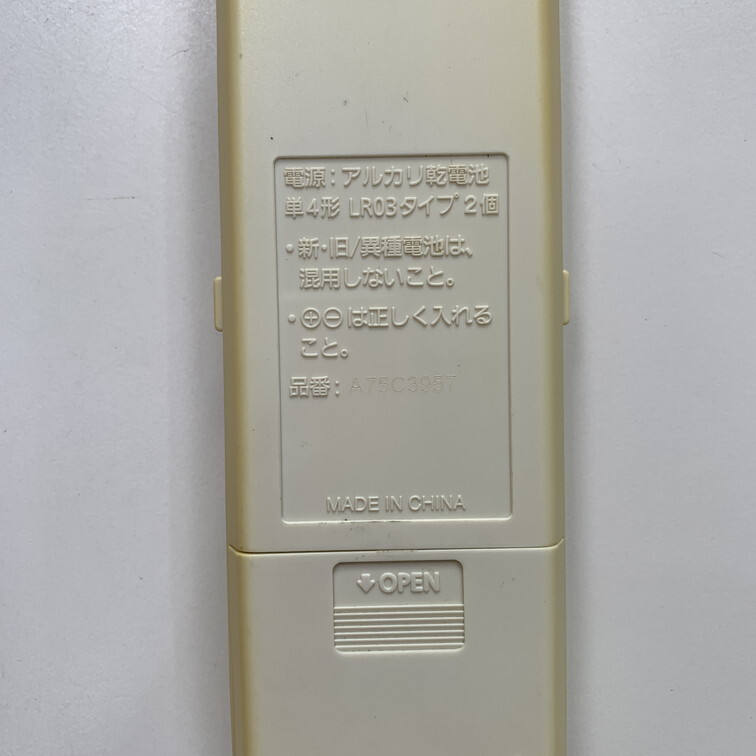 電源：アルカリ乾電池
単4形 LR03タイプ 2個
・新・旧/異種電池は、
混用しないこと。
・⊕⊖は正しく入れる
こと。
品番： A75C3957
MADE IN CHINA
↓OPEN